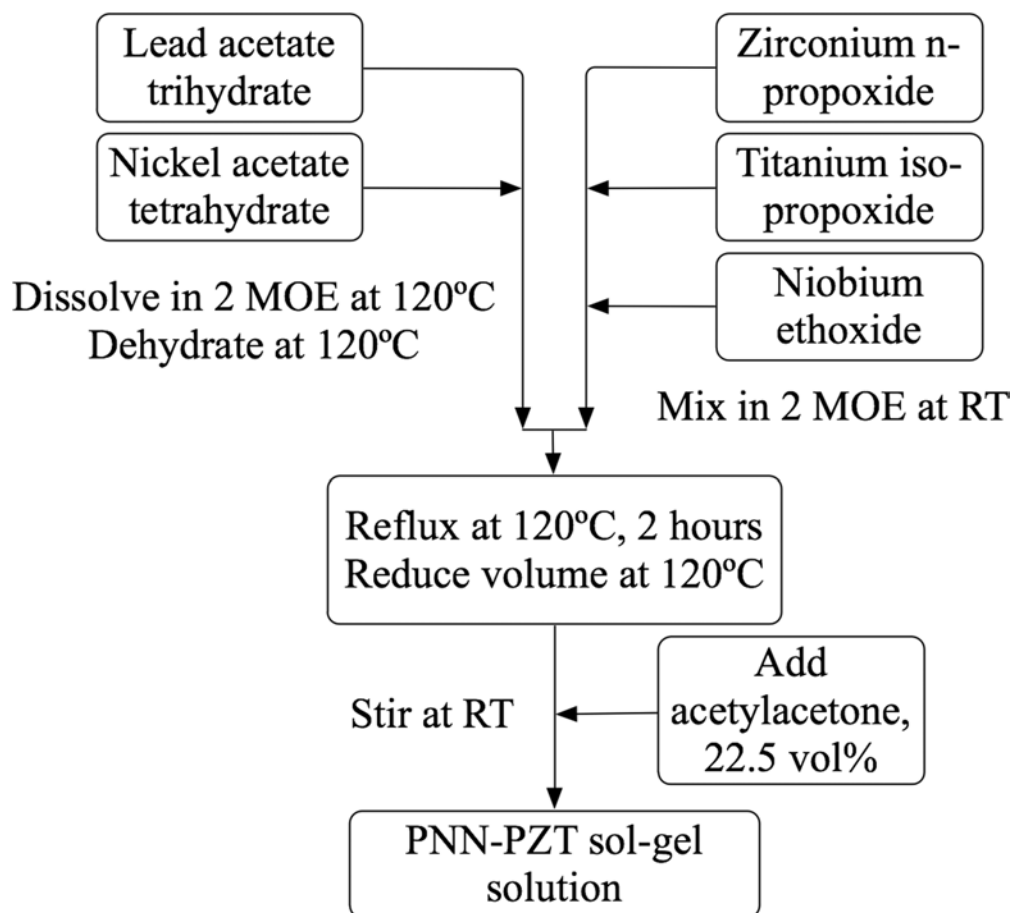 Lead acetate
trihydrate
Nickel acetate
tetrahydrate
Dissolve in 2 MOE at 120ºC
Dehydrate at 120ºC
Zirconium n-
propoxide
Titanium iso-
propoxide
Niobium
ethoxide
Mix in 2 MOE at RT
Reflux at 120ºC, 2 hours
Reduce volume at 120ºC
Stir at RT
Add
acetylacetone,
22.5 vol%
PNN-PZT sol-gel
solution